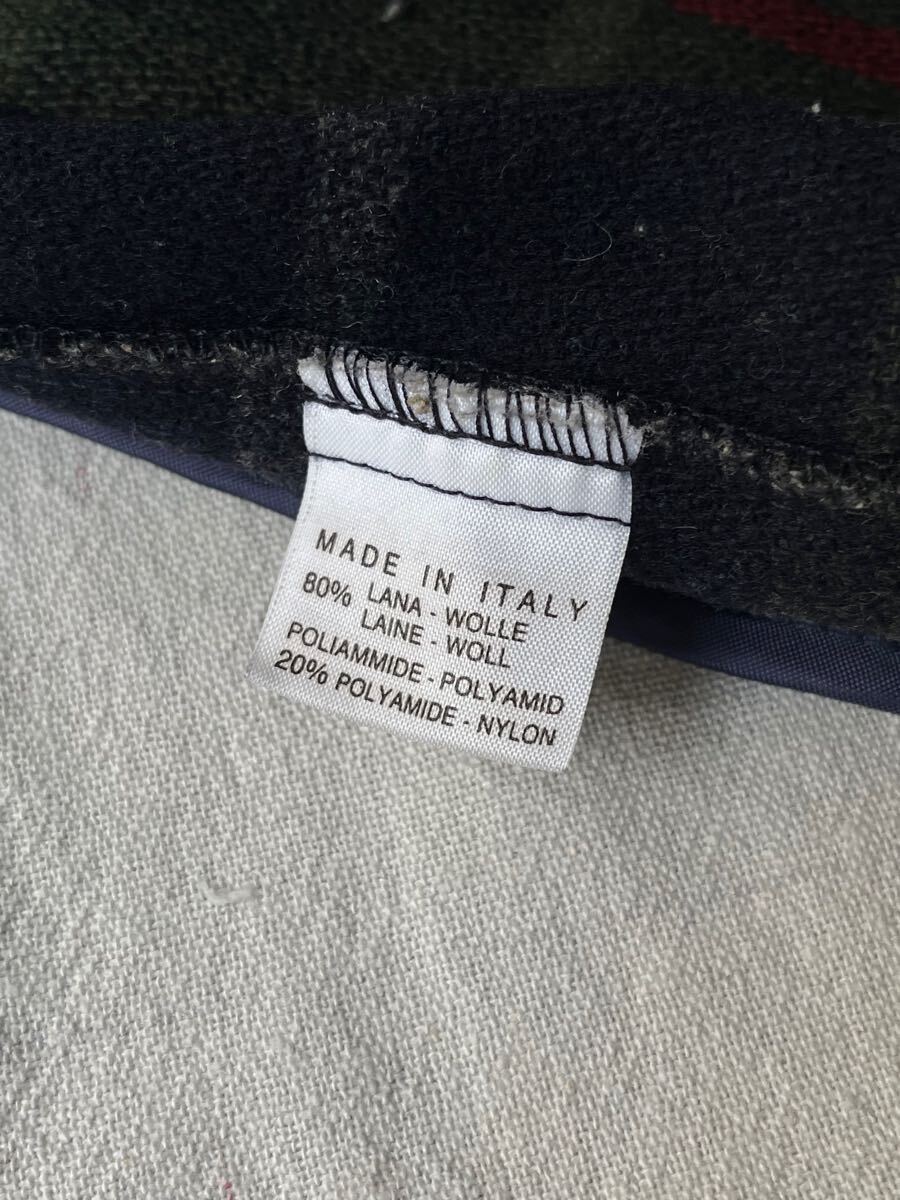 MADE IN ITALY
80% LANA - WOLLE
LAINE - WOLL
POLIAMMIDE - POLYAMID
20% POLYAMIDE - NYLON